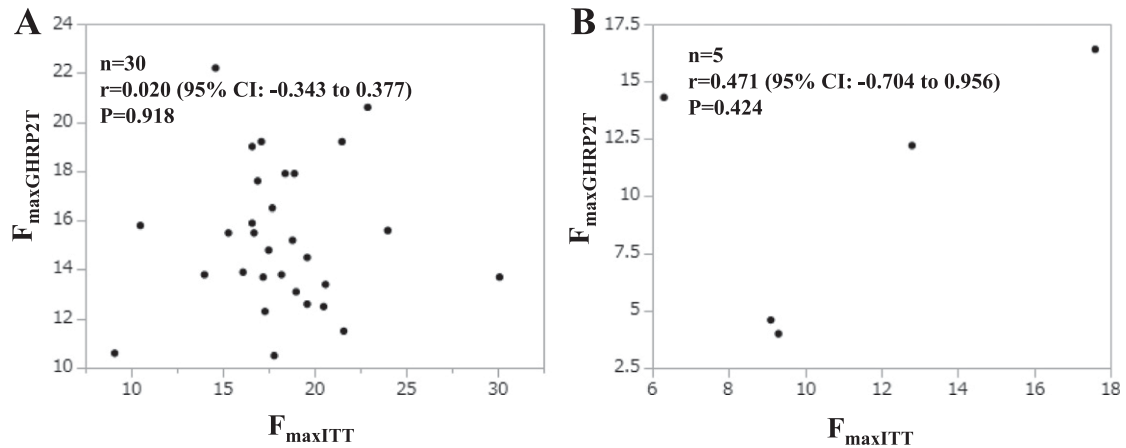 A
n=30
r=0.020 (95% CI: -0.343 to 0.377)
P=0.918
24
22
20
18
16
14
12
10
FmaxGHRP2T
10
15
20
25
30
FmaxITT
B
n=5
r=0.471 (95% CI: -0.704 to 0.956)
P=0.424
17.5
15
12.5
10
7.5
5
2.5
FmaxGHRP2T
6
8
10
12
14
16
18
FmaxITT